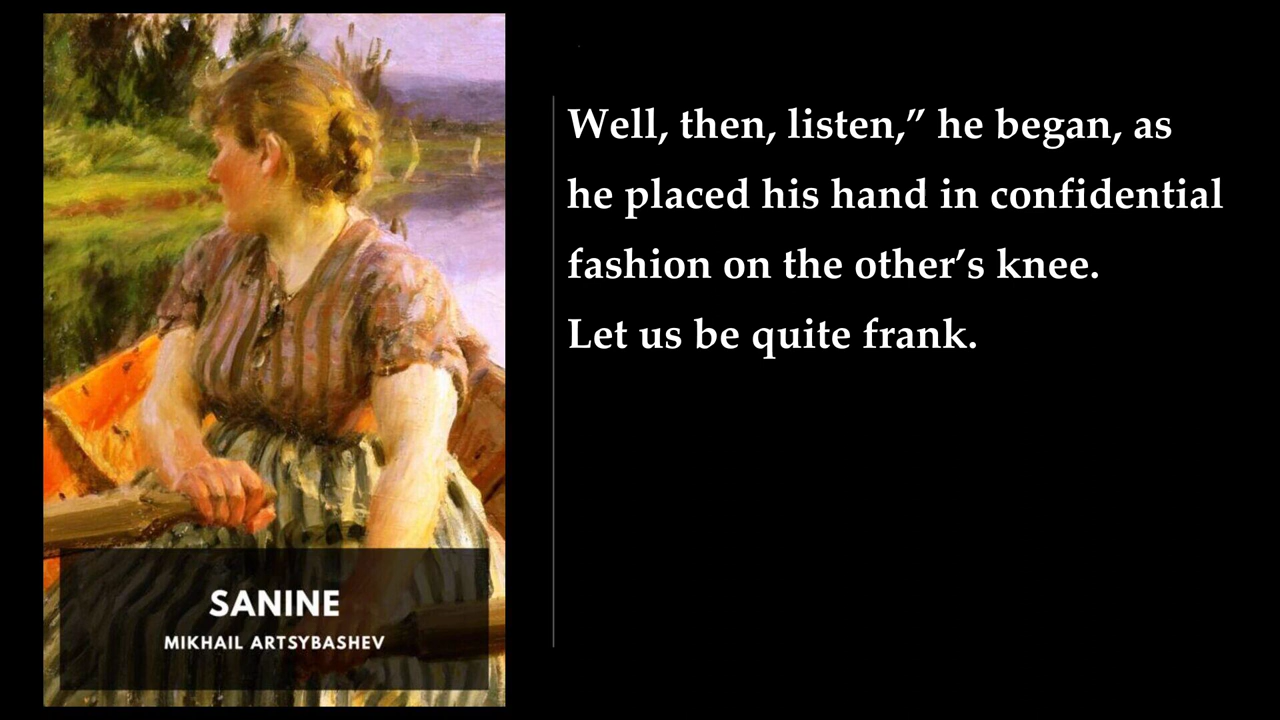 SANINE
MIKHAIL ARTSYBASHEV
Well, then, listen,” he began, as
he placed his hand in confidential
fashion on the other’s knee.
Let us be quite frank.